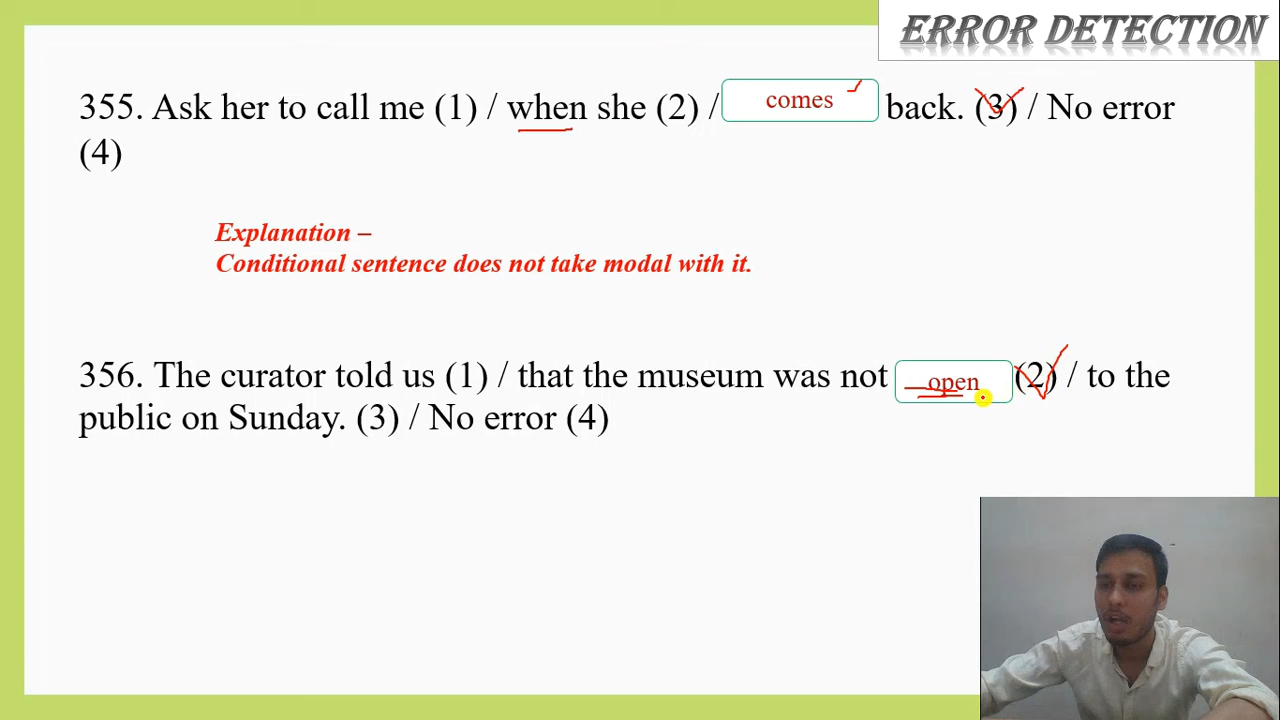 ERROR DETECTION
355. Ask her to call me (1) / when she (2) / comes back. (3) / No error
(4)
Explanation –
Conditional sentence does not take modal with it.
356. The curator told us (1) / that the museum was not open (2) / to the
public on Sunday. (3) / No error (4)